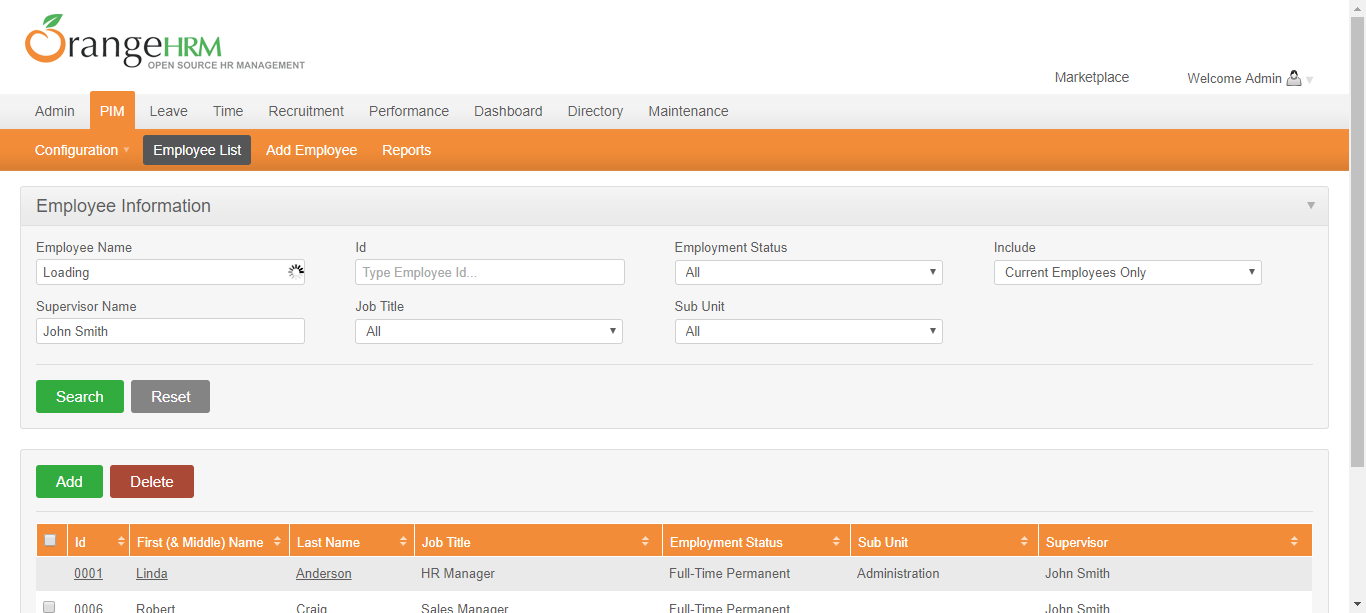 OrangeHRM
OPEN SOURCE HR MANAGEMENT
Marketplace Welcome Admin
Admin PIM Leave Time Recruitment Performance Dashboard Directory Maintenance
Configuration Employee List Add Employee Reports
Employee Information
Employee Name Id Employment Status Include
Loading Type Employee Id... All Current Employees Only
Supervisor Name Job Title Sub Unit
John Smith All All
Search Reset
Add Delete
Id First (& Middle) Name Last Name Job Title Employment Status Sub Unit Supervisor
0001 Linda Anderson HR Manager Full-Time Permanent Administration John Smith
0006 Robert Craig Sales Manager Full-Time Permanent John Smith